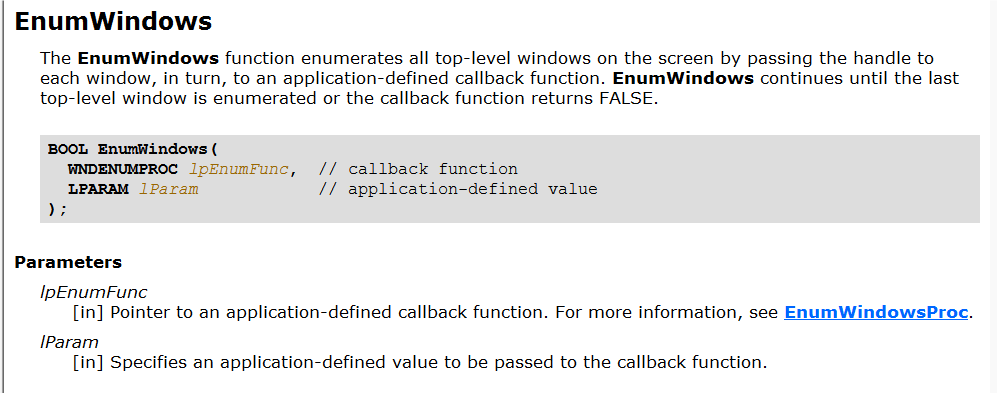 EnumWindows
The EnumWindows function enumerates all top-level windows on the screen by passing the handle to
each window, in turn, to an application-defined callback function. EnumWindows continues until the last
top-level window is enumerated or the callback function returns FALSE.
BOOL EnumWindows(
  WNDENUMPROC lpEnumFunc,  // callback function
  LPARAM lParam            // application-defined value
);
Parameters
lpEnumFunc
[in] Pointer to an application-defined callback function. For more information, see EnumWindowsProc.
lParam
[in] Specifies an application-defined value to be passed to the callback function.